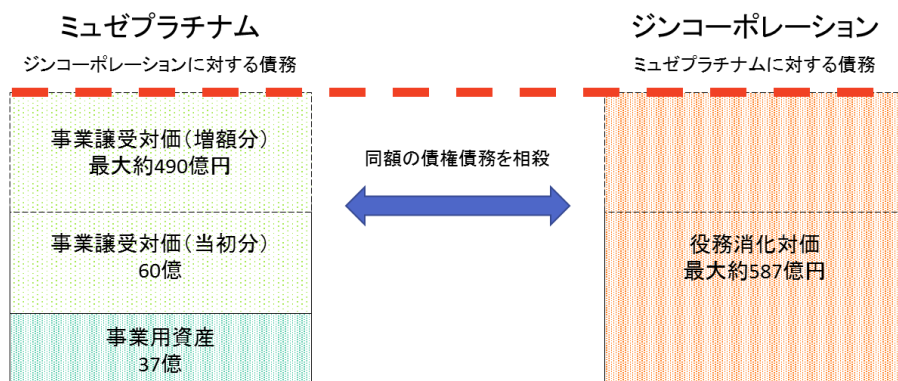 ミュゼプラチナム
ジンコーポレーションに対する債務
事業譲受対価（増額分）
最大約490億円
事業譲受対価（当初分）
60億
事業用資産
37億
同額の債権債務を相殺
ジンコーポレーション
ミュゼプラチナムに対する債務
役務消化対価
最大約587億円